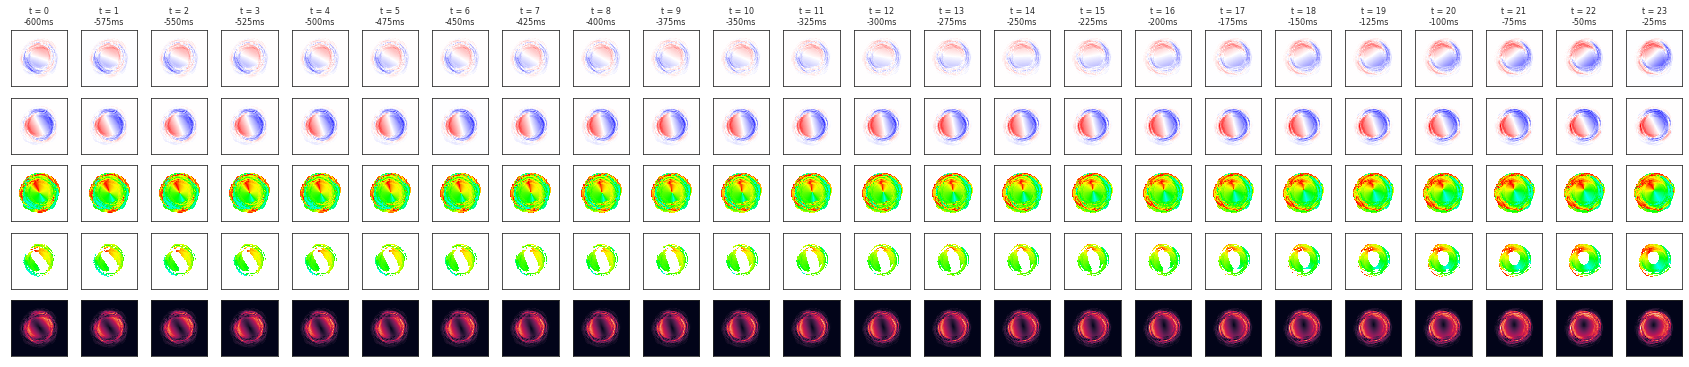 t = 0 t = 1 t = 2 t = 3 t = 4 t = 5 t = 6 t = 7 t = 8 t = 9 t = 10 t = 11 t = 12 t = 13 t = 14 t = 15 t = 16 t = 17 t = 18 t = 19 t = 20 t = 21 t = 22 t = 23
-600ms -575ms -550ms -525ms -500ms -475ms -450ms -425ms -400ms -375ms -350ms -325ms -300ms -275ms -250ms -225ms -200ms -175ms -150ms -125ms -100ms -75ms -50ms -25ms